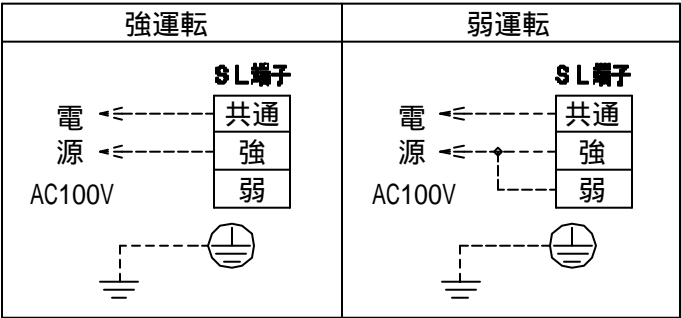 強運転
SL端子
電 共通
源 強
AC100V 弱
弱運転
SL端子
電 共通
源 強
AC100V 弱